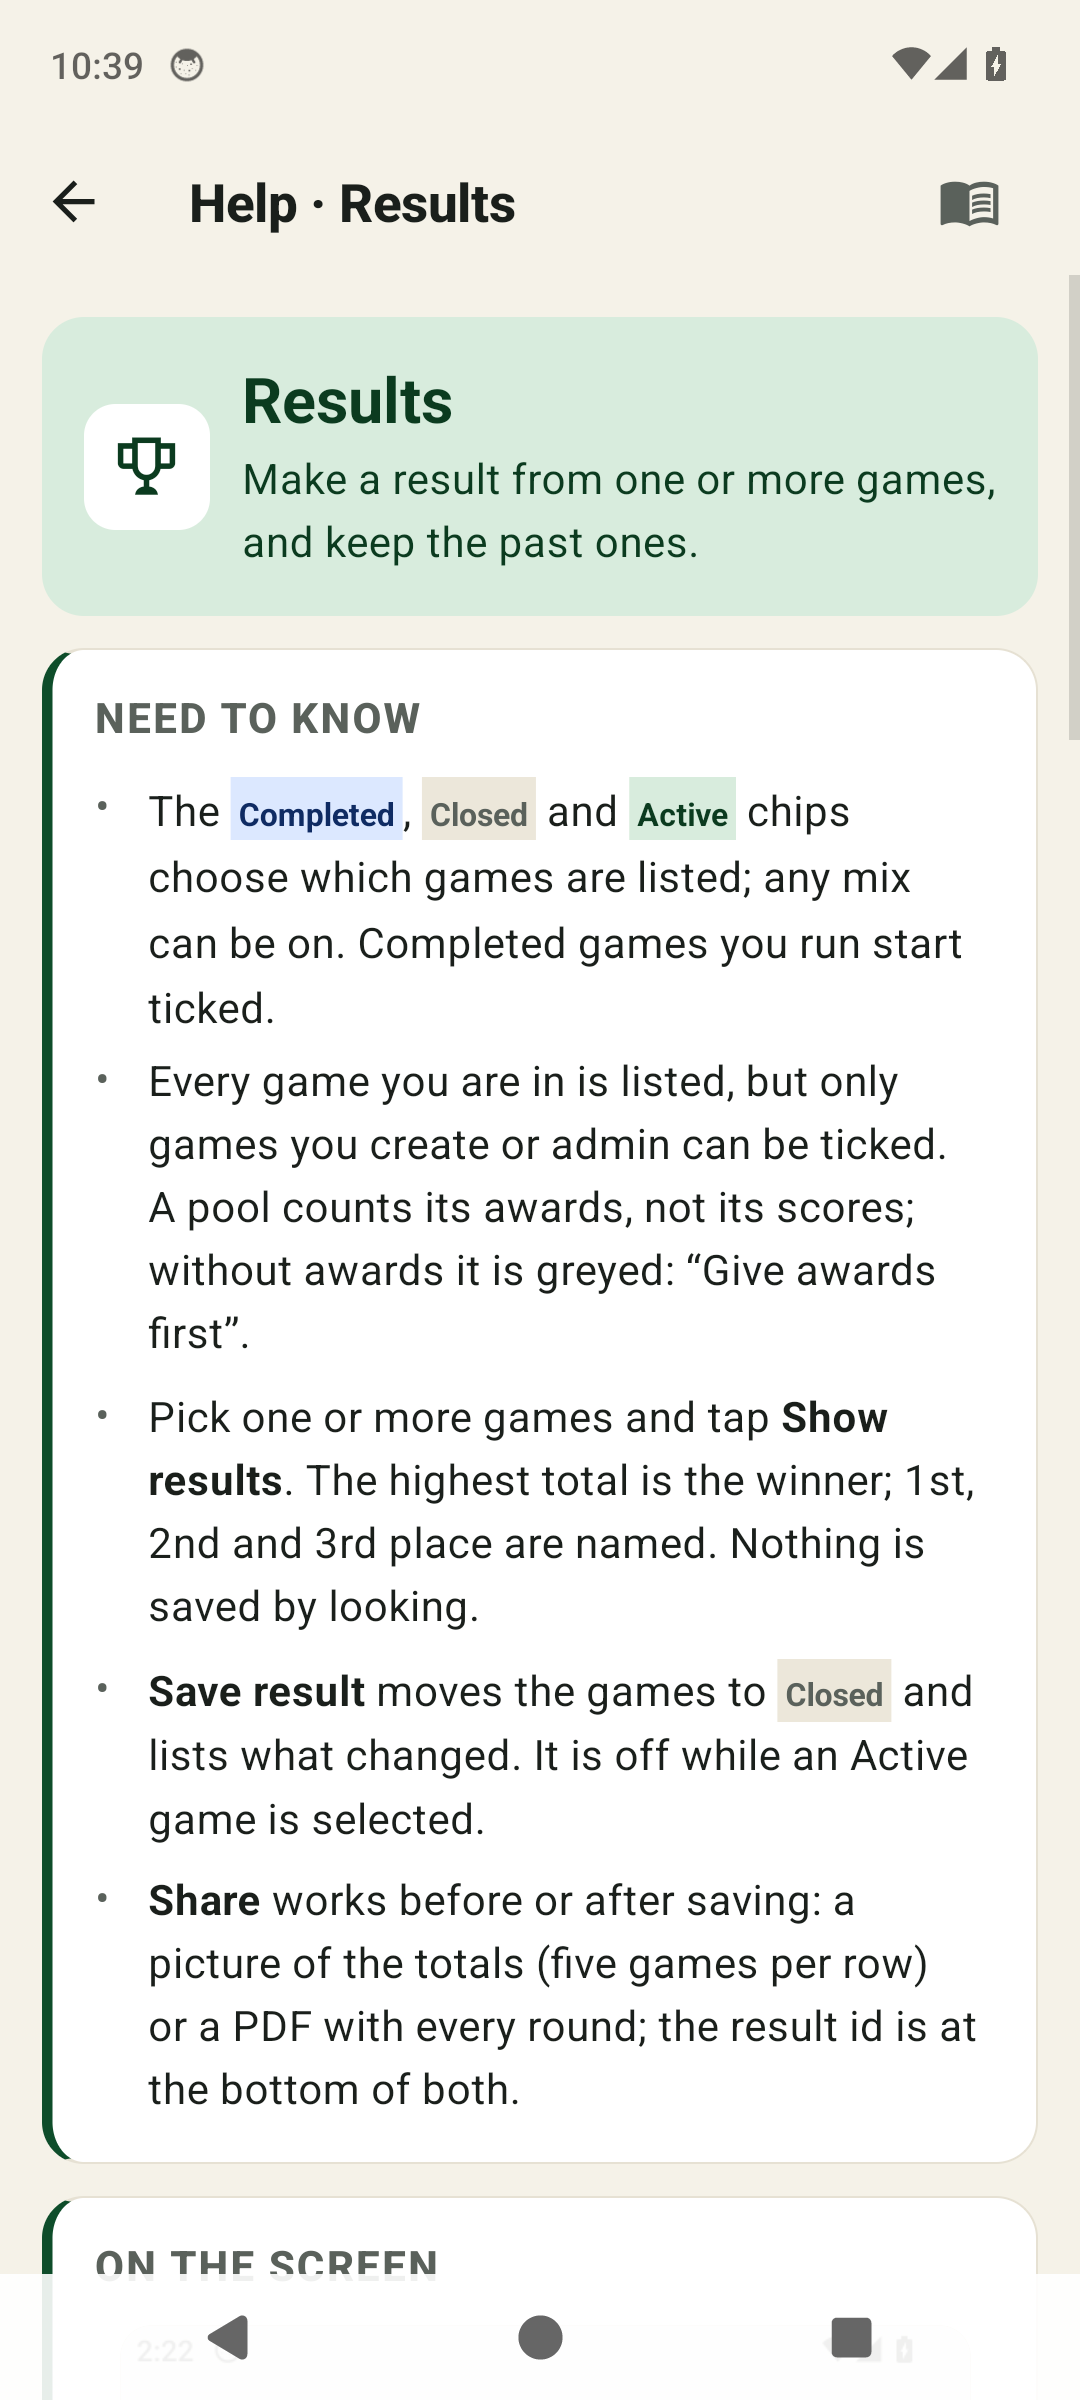 10:39
Help · Results
Results
Make a result from one or more games,
and keep the past ones.
NEED TO KNOW
• The Completed, Closed and Active chips
choose which games are listed; any mix
can be on. Completed games you run start
ticked.
• Every game you are in is listed, but only
games you create or admin can be ticked.
A pool counts its awards, not its scores;
without awards it is greyed: “Give awards
first”.
• Pick one or more games and tap Show
results. The highest total is the winner; 1st,
2nd and 3rd place are named. Nothing is
saved by looking.
• Save result moves the games to Closed and
lists what changed. It is off while an Active
game is selected.
• Share works before or after saving: a
picture of the totals (five games per row)
or a PDF with every round; the result id is at
the bottom of both.
ON THE SCREEN
2:22